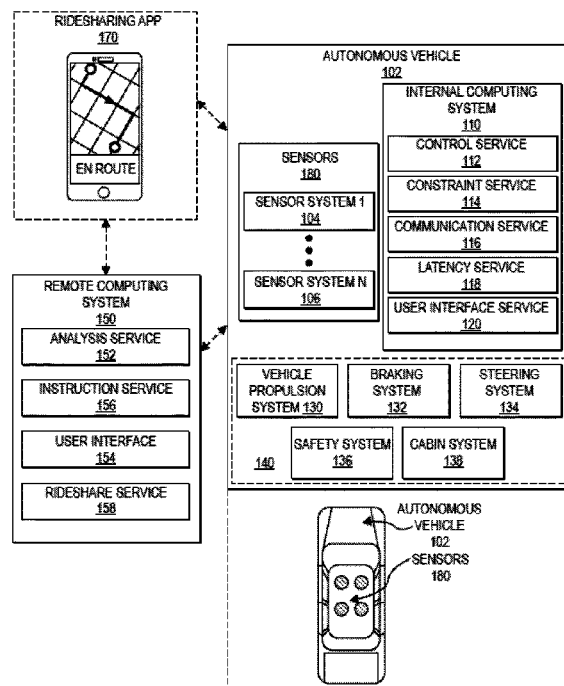 RIDESHARING APP
170
EN ROUTE
REMOTE COMPUTING
SYSTEM
150
ANALYSIS SERVICE
152
INSTRUCTION SERVICE
156
USER INTERFACE
154
RIDESHARE SERVICE
158
AUTONOMOUS VEHICLE
102
SENSORS
180
SENSOR SYSTEM 1
104
SENSOR SYSTEM N
106
INTERNAL COMPUTING
SYSTEM
110
CONTROL SERVICE
112
CONSTRAINT SERVICE
114
COMMUNICATION SERVICE
116
LATENCY SERVICE
118
USER INTERFACE SERVICE
120
VEHICLE
PROPULSION
SYSTEM 130
BRAKING
SYSTEM
132
STEERING
SYSTEM
134
140
SAFETY SYSTEM
136
CABIN SYSTEM
138
AUTONOMOUS
VEHICLE
102
SENSORS
180